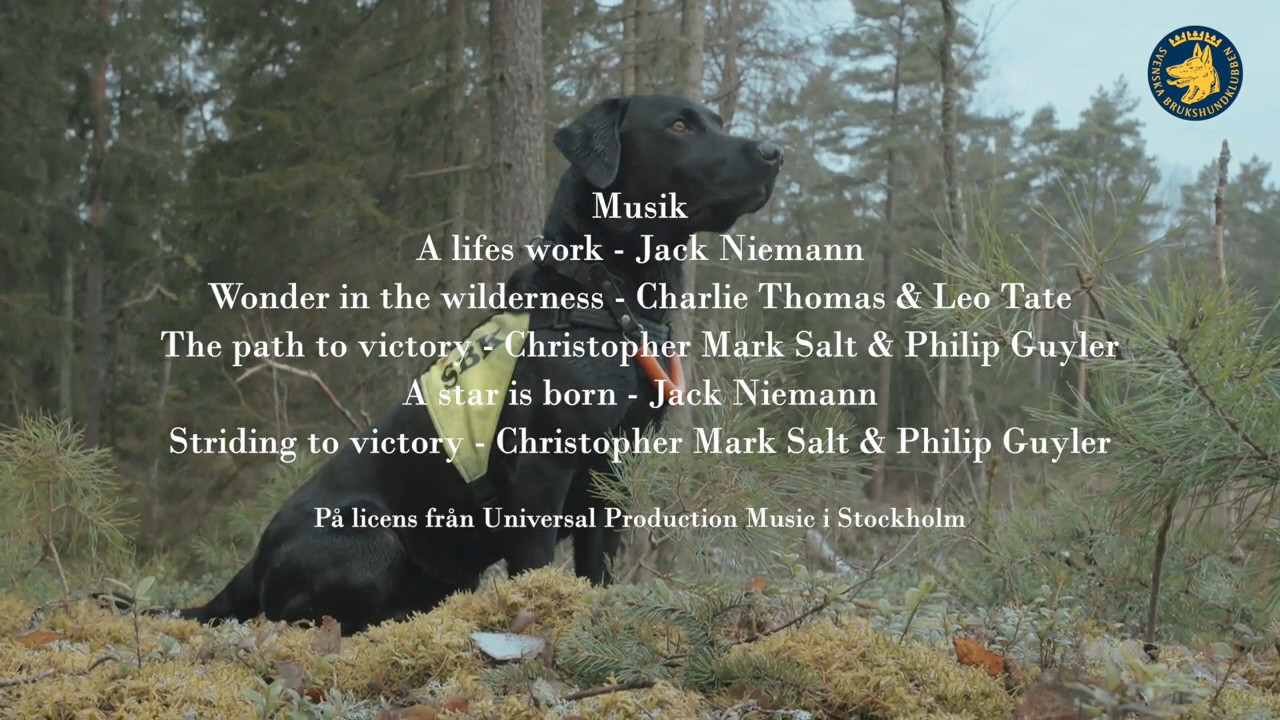 SVENSKA BRUKSHUNDKLUBBEN
Musik
A lifes work - Jack Niemann
Wonder in the wilderness - Charlie Thomas & Leo Tate
The path to victory - Christopher Mark Salt & Philip Guyler
SBK
A star is born - Jack Niemann
Striding to victory - Christopher Mark Salt & Philip Guyler
På licens från Universal Production Music i Stockholm